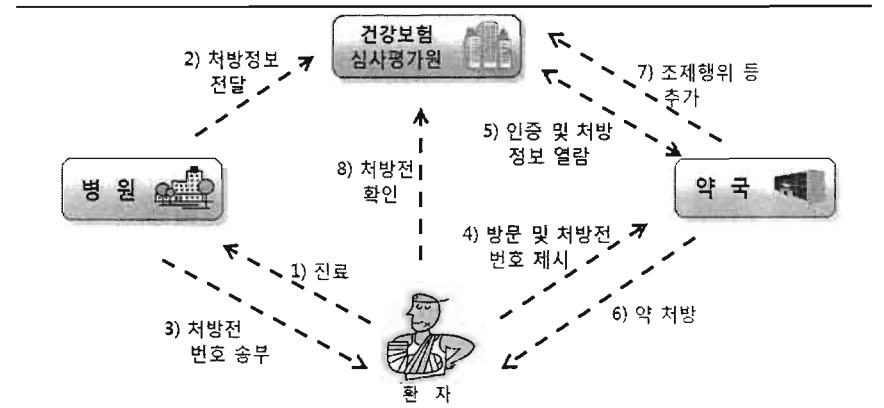 건강보험
심사평가원
2) 처방정보
전달
7) 조제행위 등
추가
5) 인증 및 처방
정보 열람
병 원
8) 처방전
확인
약 국
4) 방문 및 처방전
번호 제시
1) 진료
3) 처방전
번호 송부
6) 약 처방
환 자